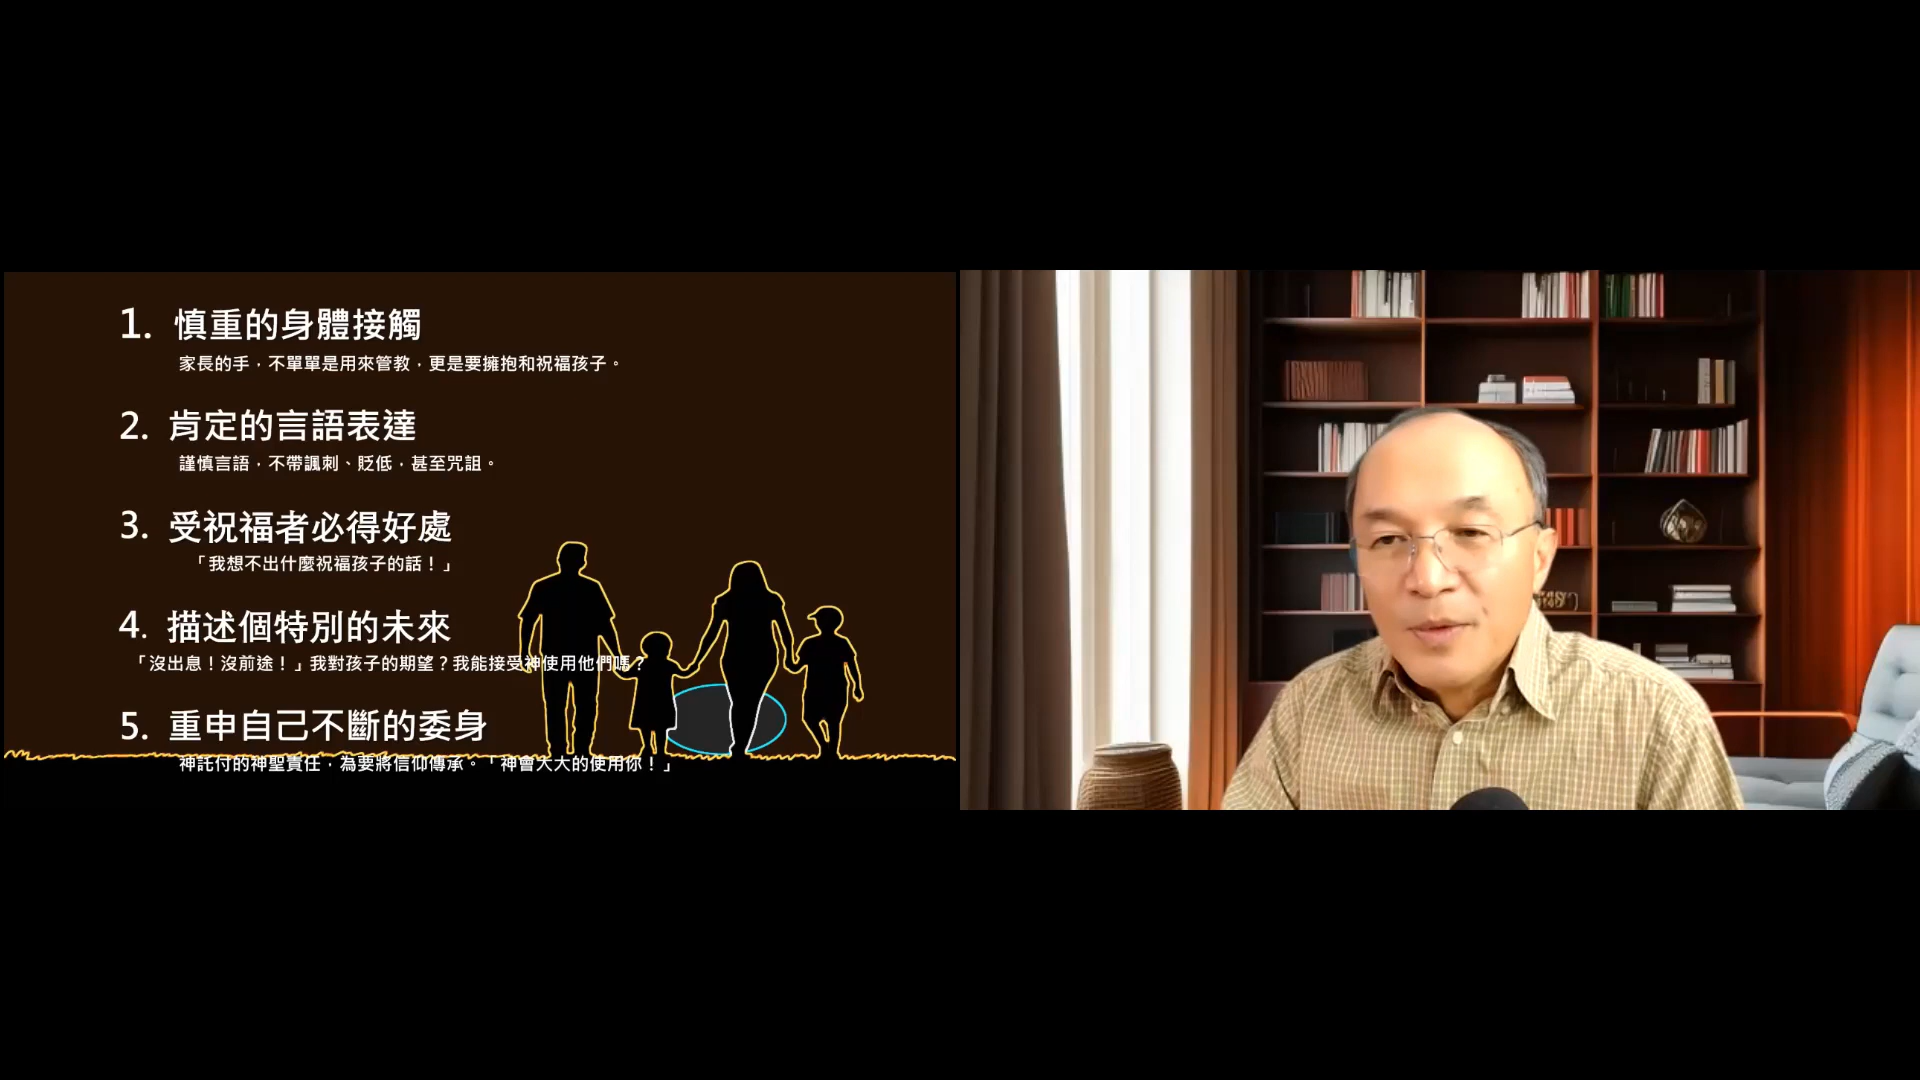 1. 慎重的身體接觸
家長的手，不單單是用來管教，更是要擁抱和祝福孩子。
2. 肯定的言語表達
謹慎言語，不帶諷刺、貶低，甚至咒詛。
3. 受祝福者必得好處
「我想不出什麼祝福孩子的話！」
4. 描述個特別的未來
「沒出息！沒前途！」我對孩子的期望？我能接受神使用他們嗎？
5. 重申自己不斷的委身
神託付的神聖責任，為要將信仰傳承。「神會大大的使用你！」